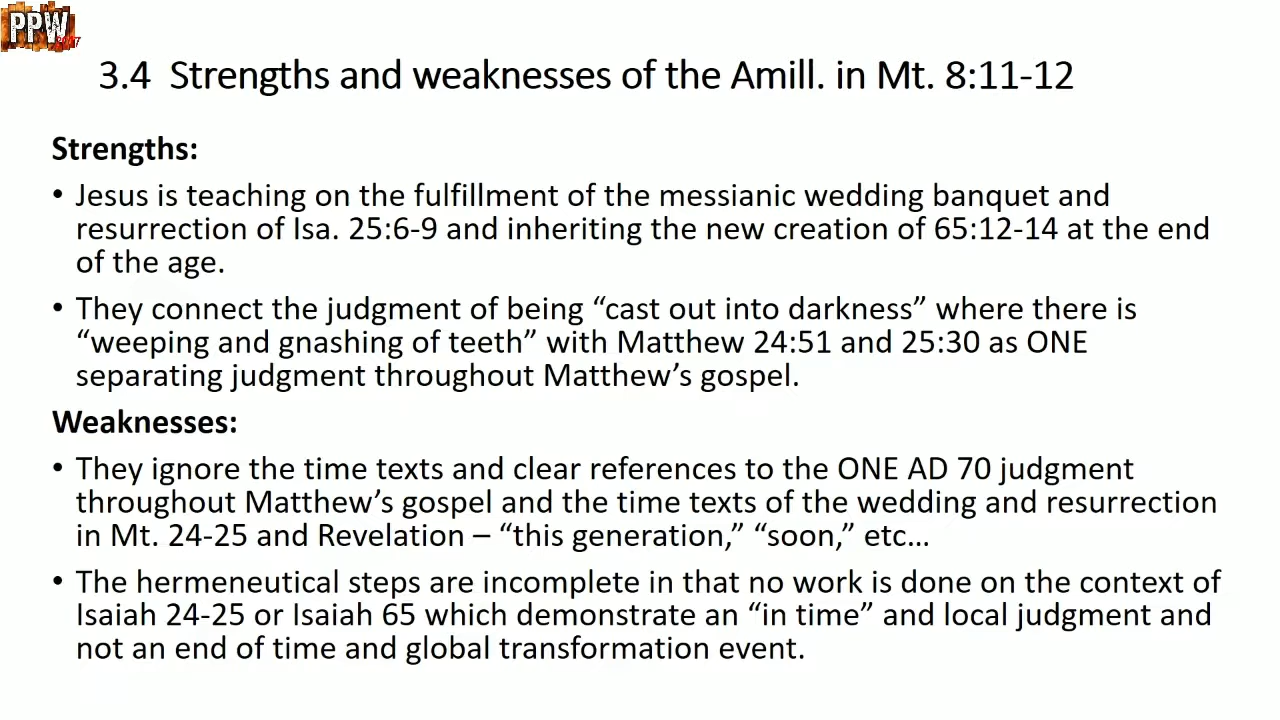 PPW
3.4 Strengths and weaknesses of the Amill. in Mt. 8:11-12
Strengths:
• Jesus is teaching on the fulfillment of the messianic wedding banquet and
resurrection of Isa. 25:6-9 and inheriting the new creation of 65:12-14 at the end
of the age.
• They connect the judgment of being “cast out into darkness” where there is
“weeping and gnashing of teeth” with Matthew 24:51 and 25:30 as ONE
separating judgment throughout Matthew’s gospel.
Weaknesses:
• They ignore the time texts and clear references to the ONE AD 70 judgment
throughout Matthew’s gospel and the time texts of the wedding and resurrection
in Mt. 24-25 and Revelation – “this generation,” “soon,” etc…
• The hermeneutical steps are incomplete in that no work is done on the context of
Isaiah 24-25 or Isaiah 65 which demonstrate an “in time” and local judgment and
not an end of time and global transformation event.